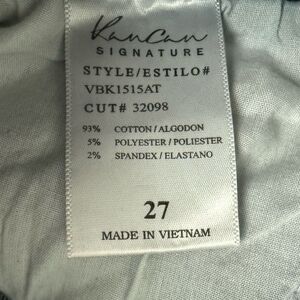 KanCan
SIGNATURE
STYLE/ESTILO#
VBK1515AT
CUT# 32098
93% COTTON/ALGODON
5% POLYESTER/POLIESTER
2% SPANDEX/ELASTANO
27
MADE IN VIETNAM